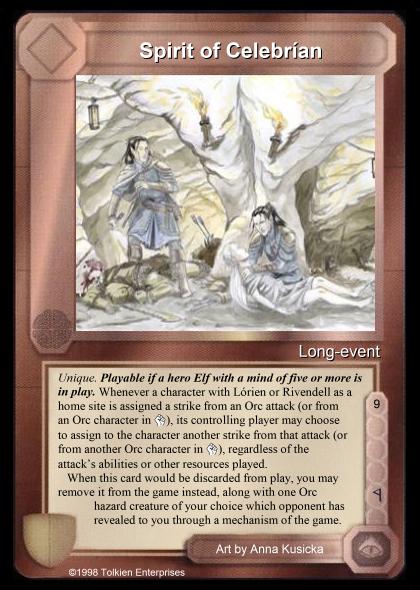 Spirit of Celebrían
Long-event
Unique. Playable if a hero Elf with a mind of five or more is
in play. Whenever a character with Lórien or Rivendell as a
home site is assigned a strike from an Orc attack (or from
an Orc character in ), its controlling player may choose
to assign to the character another strike from that attack (or
from another Orc character in ), regardless of the
attack's abilities or other resources played.
When this card would be discarded from play, you may
remove it from the game instead, along with one Orc
hazard creature of your choice which opponent has
revealed to you through a mechanism of the game.
9
Art by Anna Kusicka
©1998 Tolkien Enterprises